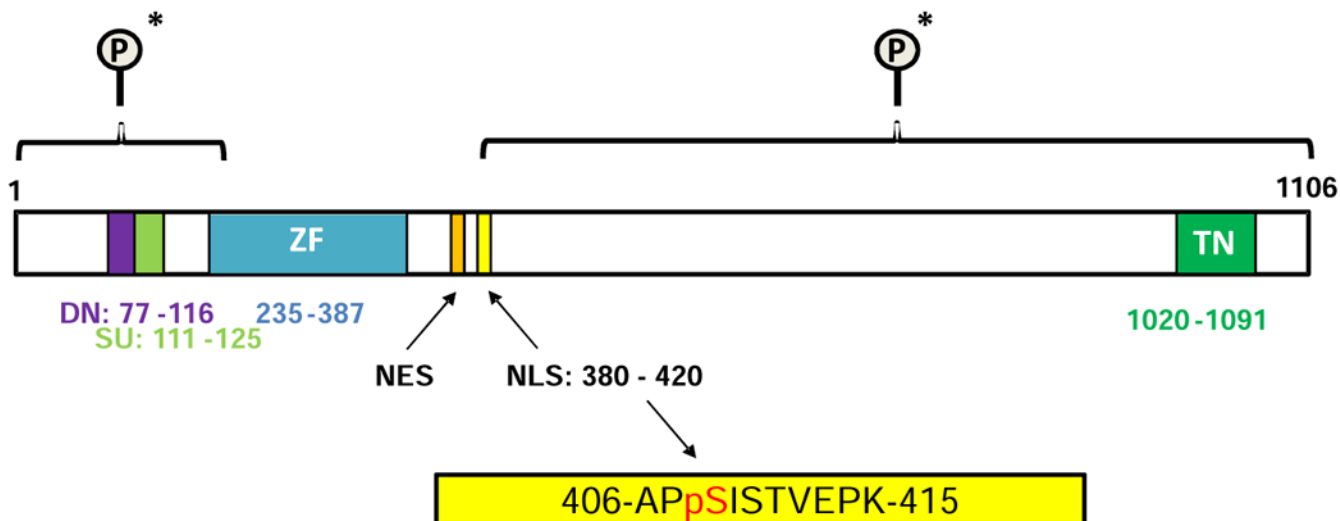 P * P *
1 1106
ZF TN
DN: 77 -116 235-387 1020 -1091
SU: 111 -125
NES NLS: 380 - 420
406-APpSISTVEPK-415